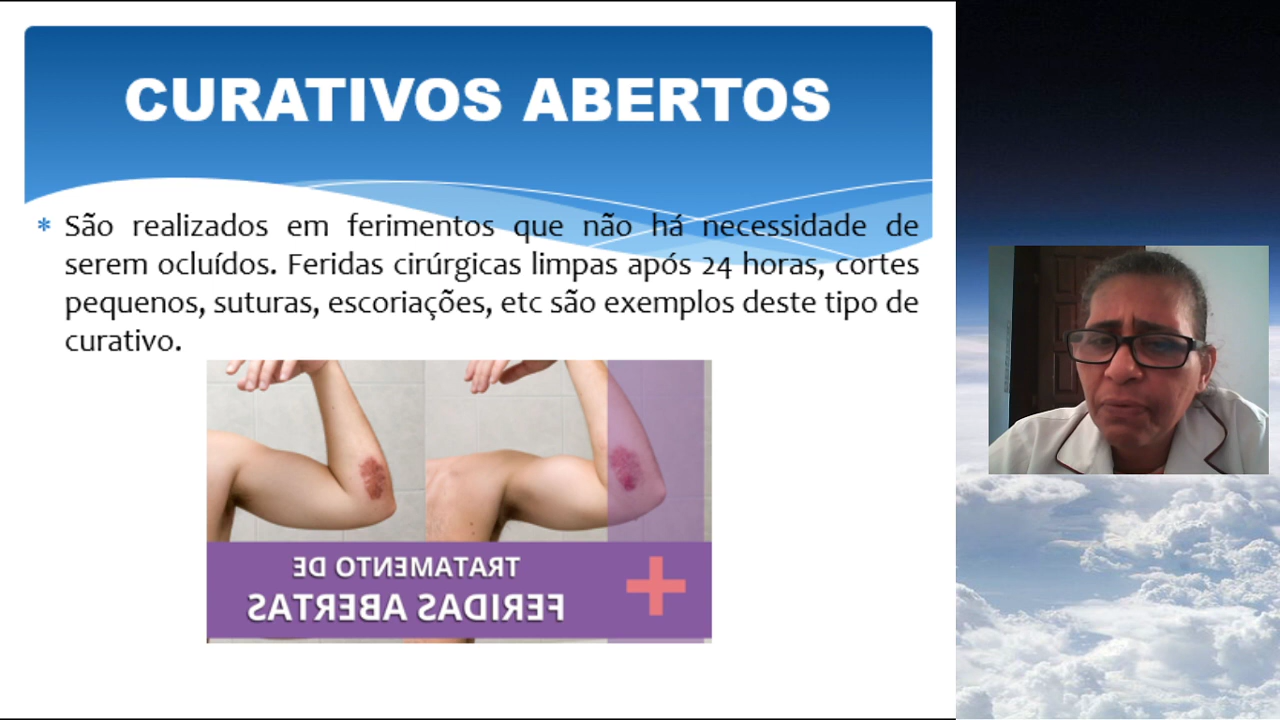 CURATIVOS ABERTOS
* São realizados em ferimentos que não há necessidade de
serem ocluídos. Feridas cirúrgicas limpas após 24 horas, cortes
pequenos, suturas, escoriações, etc são exemplos deste tipo de
curativo.
TRATAMENTO DE
FERIDAS ABERTAS